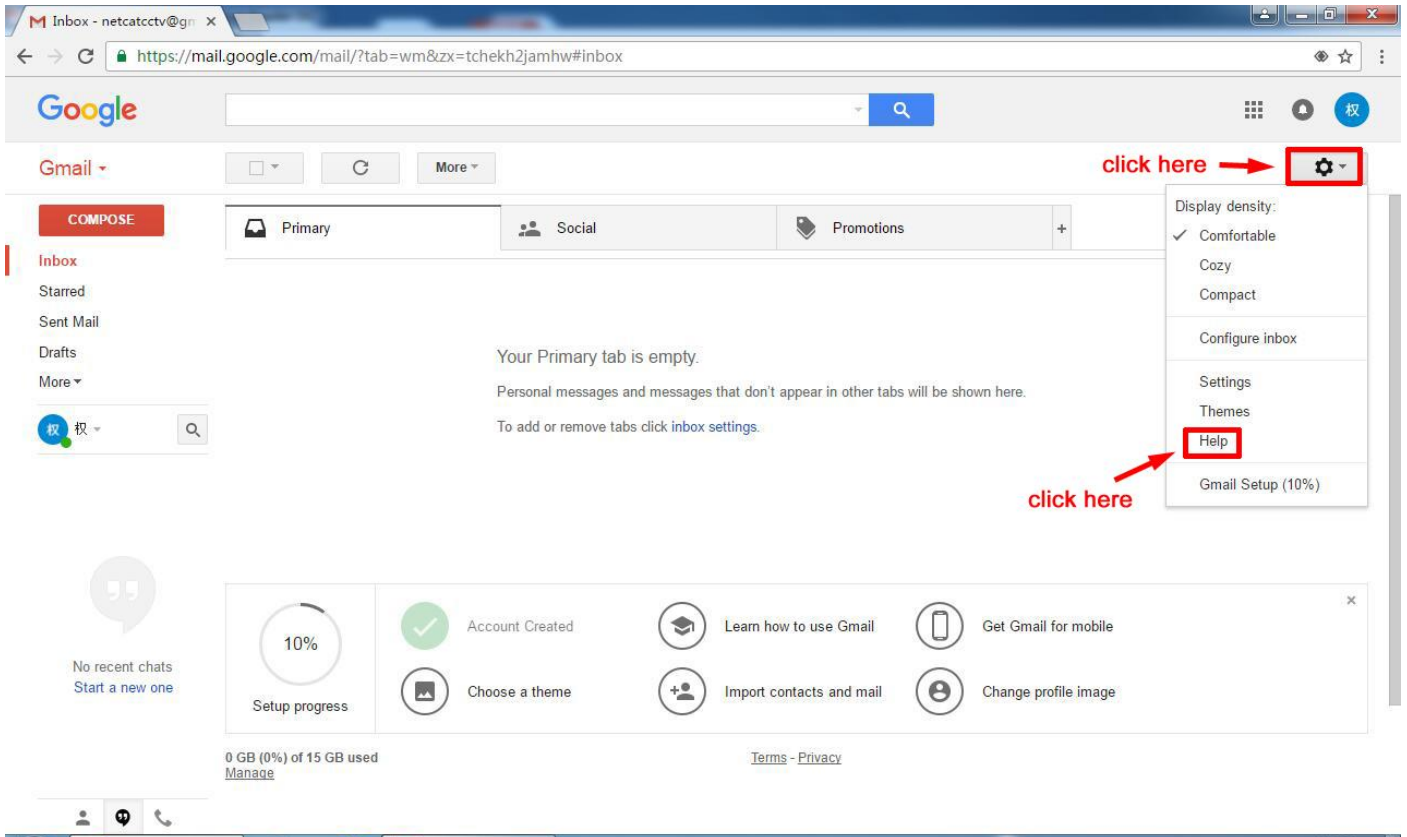 Inbox - netcatcctv@gm
https://mail.google.com/mail/?tab=wm&zx=tchekh2jamhw#inbox
Google
权
Gmail
More
click here
COMPOSE
Primary
Social
Promotions
+
Display density:
Comfortable
Cozy
Compact
Configure inbox
Settings
Themes
Help
Gmail Setup (10%)
click here
Inbox
Starred
Sent Mail
Drafts
More
权 权
Your Primary tab is empty.
Personal messages and messages that don't appear in other tabs will be shown here.
To add or remove tabs click inbox settings.
No recent chats
Start a new one
10%
Setup progress
Account Created
Learn how to use Gmail
Get Gmail for mobile
Choose a theme
Import contacts and mail
Change profile image
0 GB (0%) of 15 GB used
Manage
Terms - Privacy